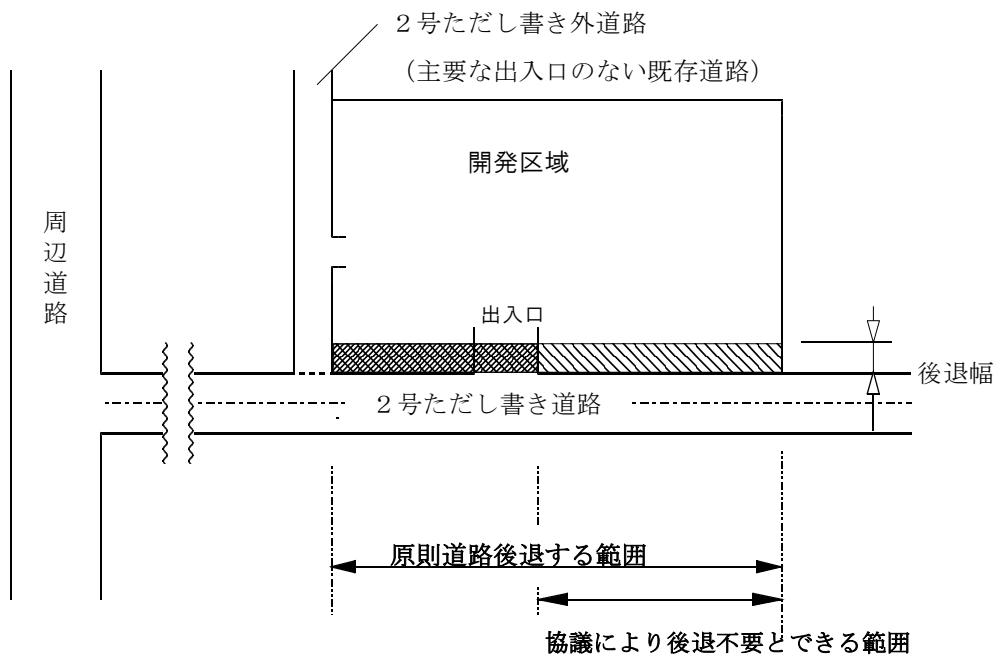 ２号ただし書き外道路
（主要な出入口のない既存道路）
開発区域
周辺道路
出入口
後退幅
２号ただし書き道路
原則道路後退する範囲
協議により後退不要とできる範囲